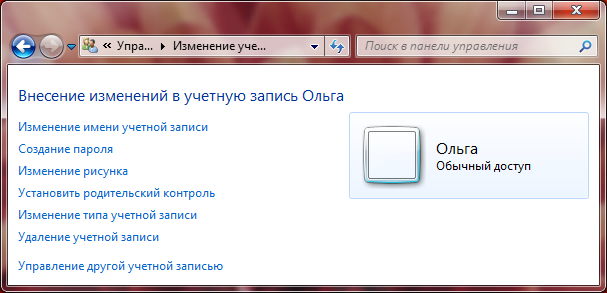 « Упра... Изменение уче... Поиск в панели управления
Внесение изменений в учетную запись Ольга
Изменение имени учетной записи
Создание пароля
Изменение рисунка
Установить родительский контроль
Изменение типа учетной записи
Удаление учетной записи
Управление другой учетной записью
Ольга
Обычный доступ